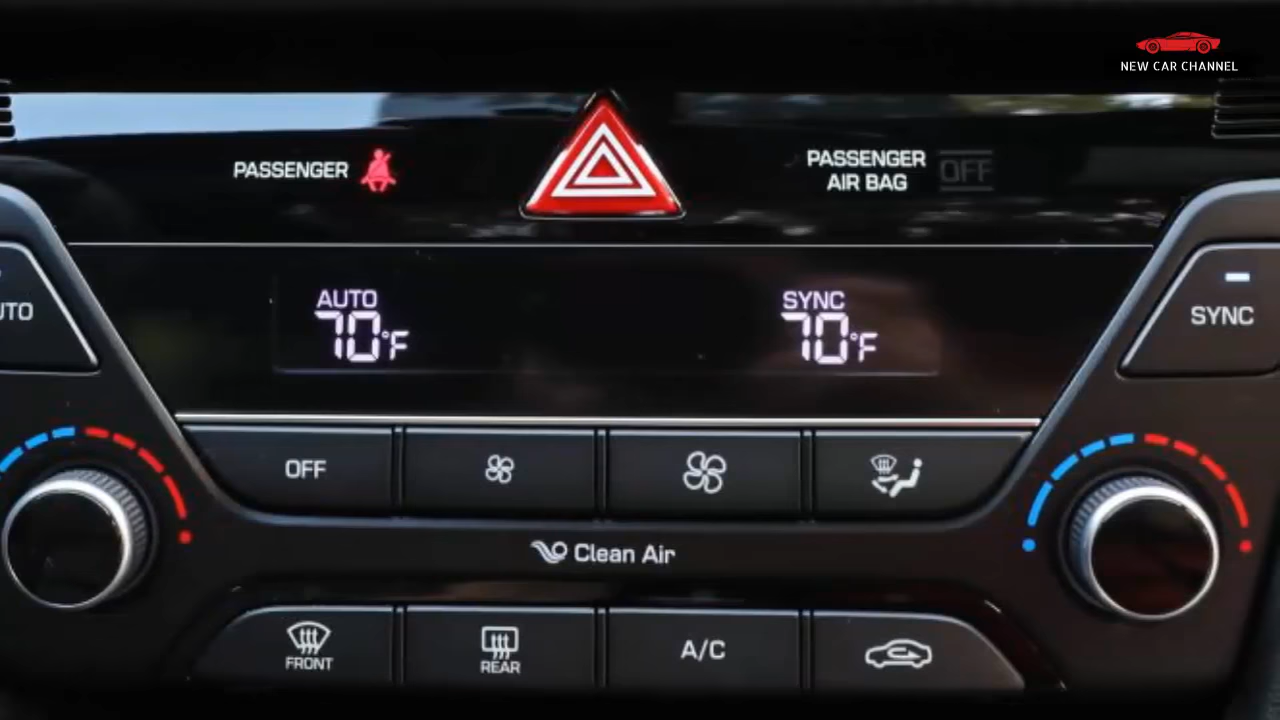 NEW CAR CHANNEL
PASSENGER
PASSENGER
AIR BAG OFF
AUTO
70°F
SYNC
70°F
UTO
SYNC
OFF
Clean Air
FRONT
REAR
A/C